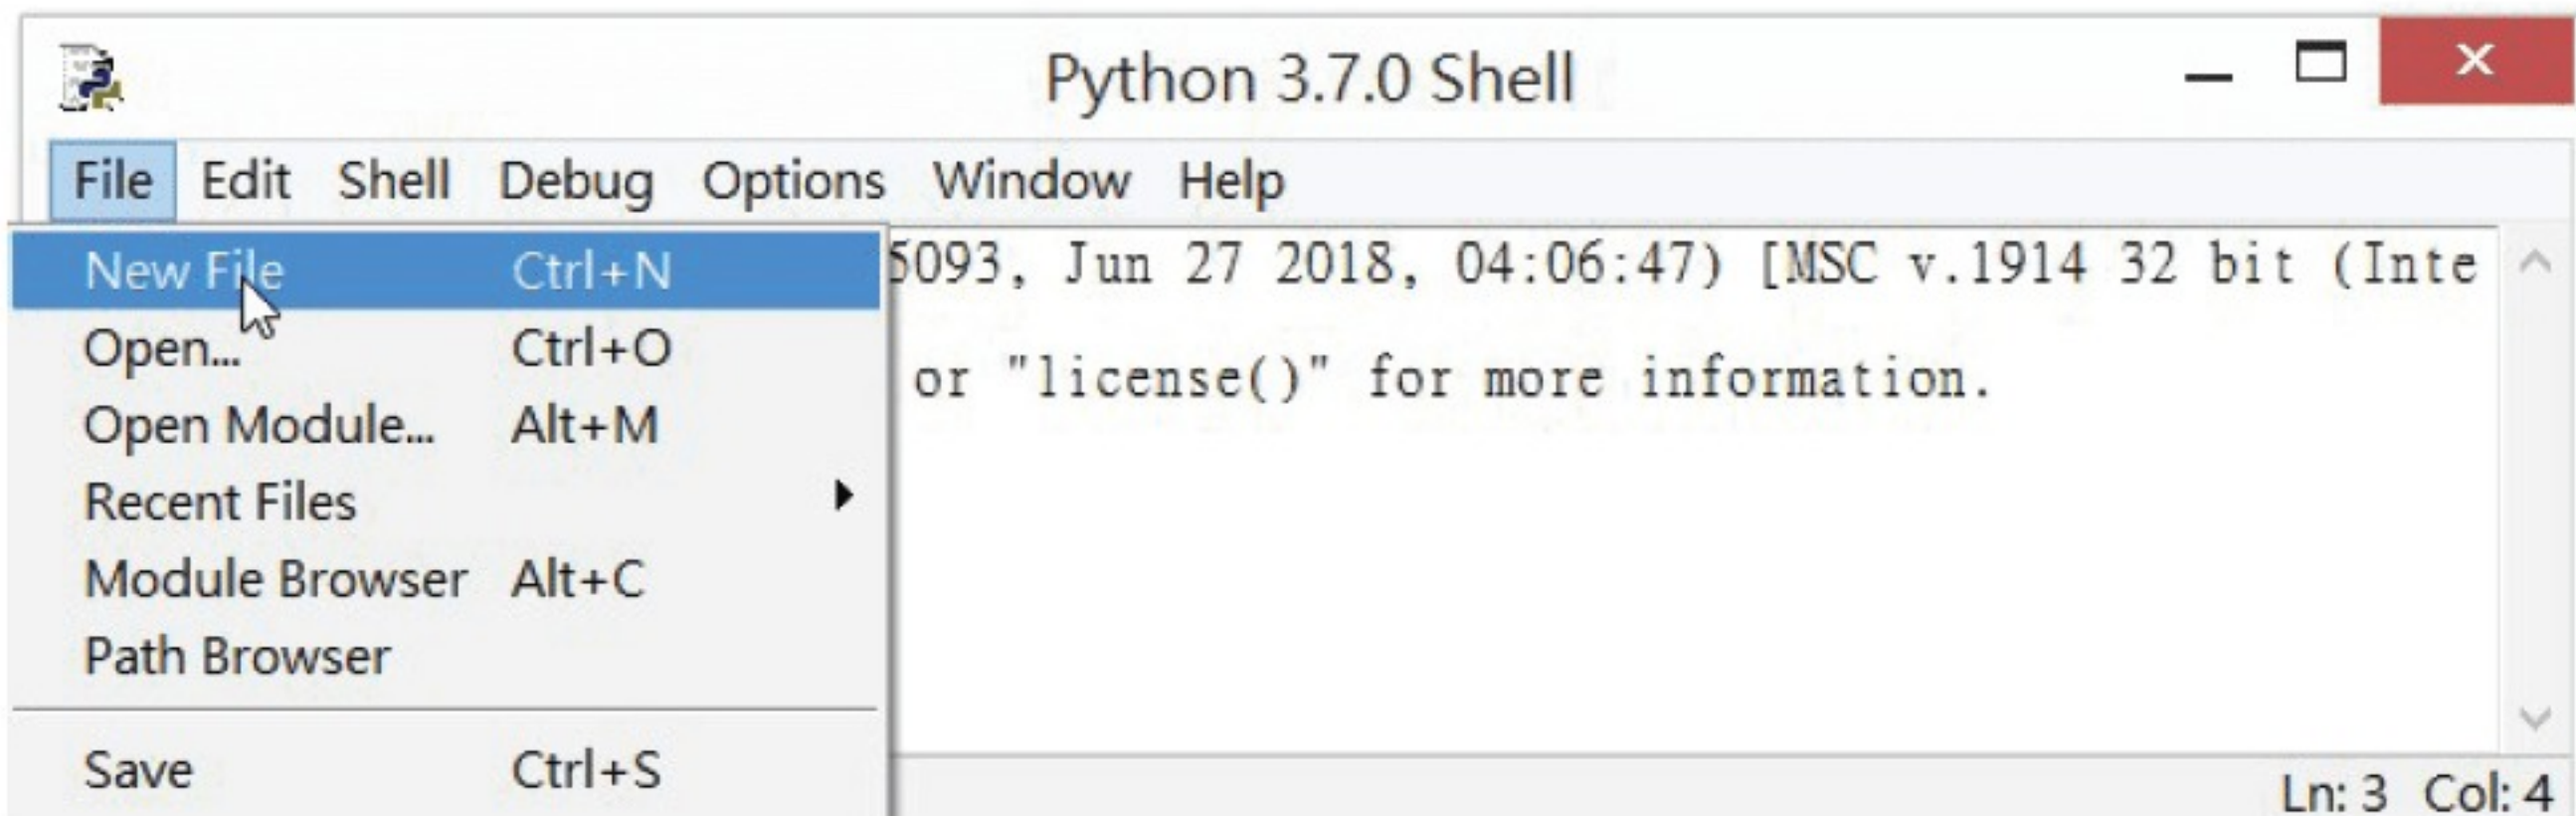 Python 3.7.0 Shell
File Edit Shell Debug Options Window Help
New File Ctrl+N
5093, Jun 27 2018, 04:06:47) [MSC v.1914 32 bit (Inte
Open... Ctrl+O
or "license()" for more information.
Open Module... Alt+M
Recent Files
Module Browser Alt+C
Path Browser
Save Ctrl+S
Ln: 3 Col: 4